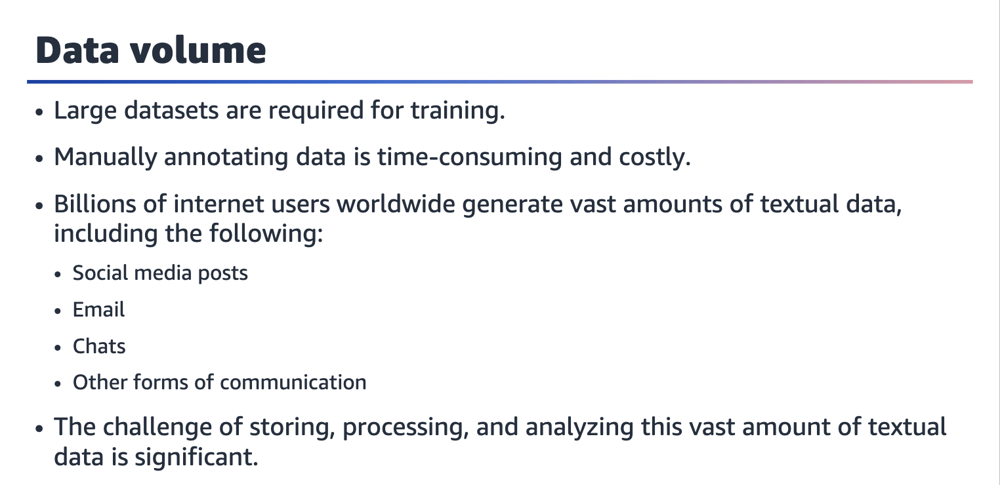 Data volume
• Large datasets are required for training.
• Manually annotating data is time-consuming and costly.
• Billions of internet users worldwide generate vast amounts of textual data,
including the following:
• Social media posts
• Email
• Chats
• Other forms of communication
• The challenge of storing, processing, and analyzing this vast amount of textual
data is significant.